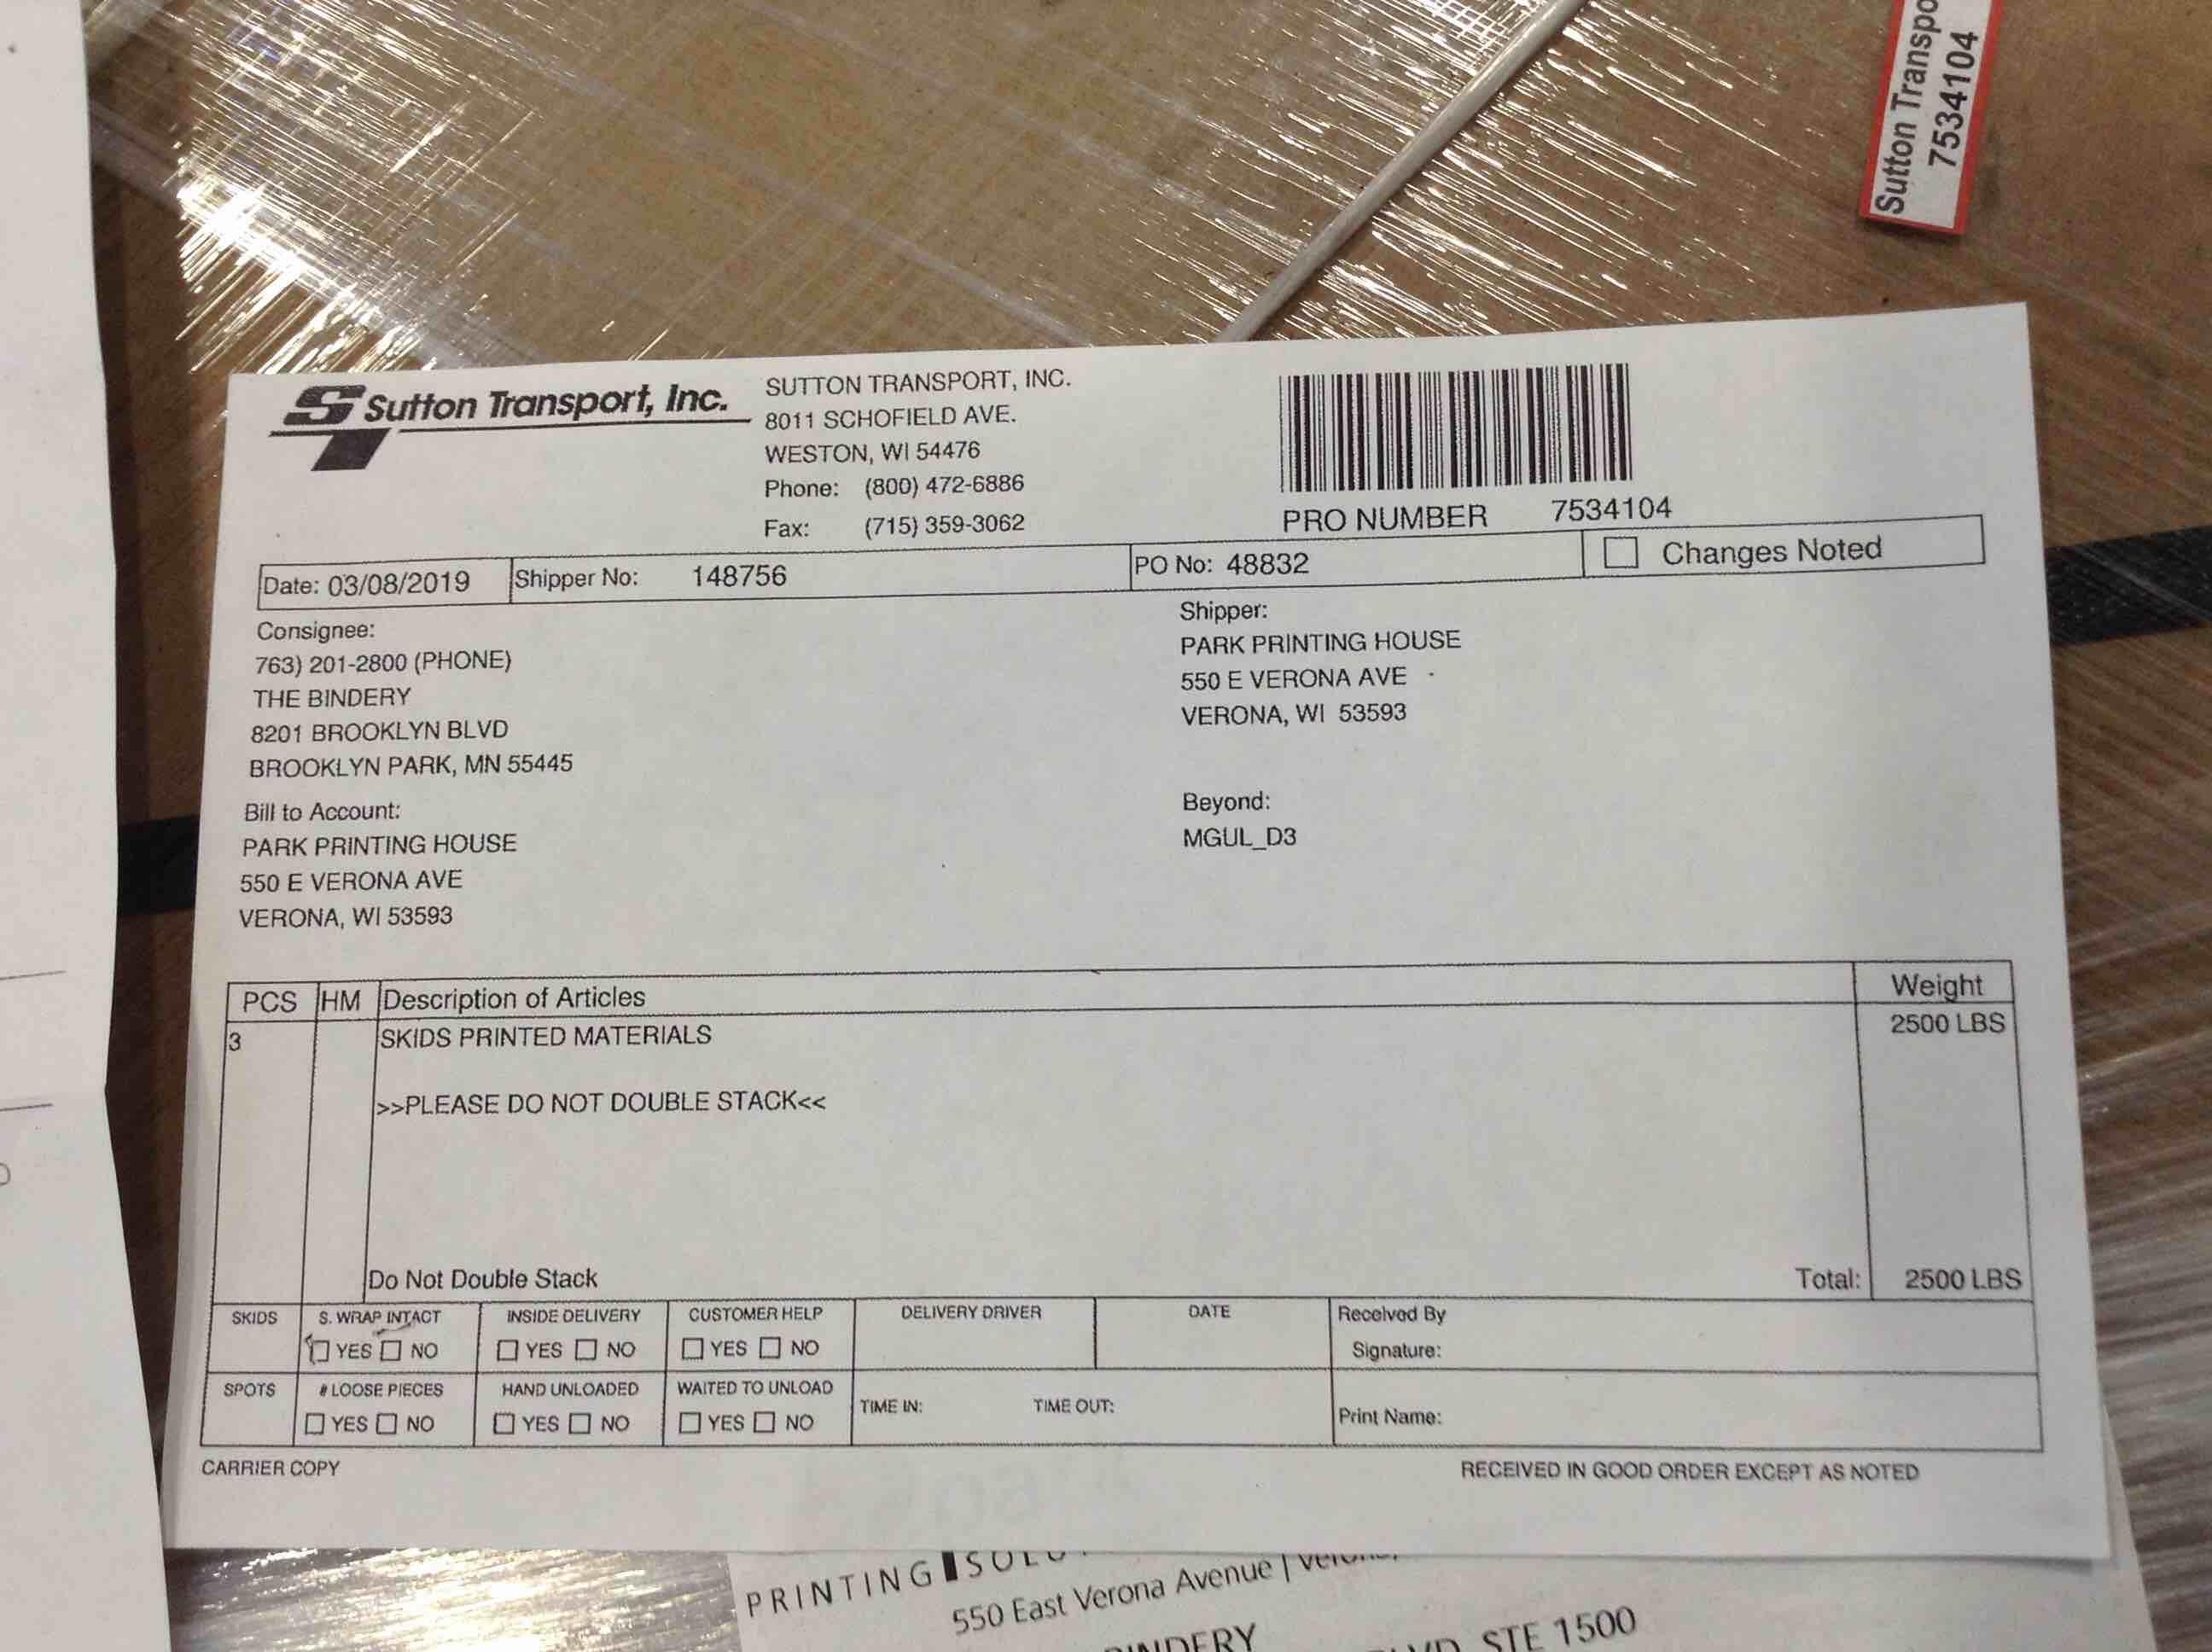 Sutton Transpo
7534104
Sutton Transport, Inc.
SUTTON TRANSPORT, INC.
8011 SCHOFIELD AVE.
WESTON, WI 54476
Phone: (800) 472-6886
Fax: (715) 359-3062
PRO NUMBER 7534104
Date: 03/08/2019 Shipper No: 148756 PO No: 48832 Changes Noted
Consignee:
763) 201-2800 (PHONE)
THE BINDERY
8201 BROOKLYN BLVD
BROOKLYN PARK, MN 55445
Shipper:
PARK PRINTING HOUSE
550 E VERONA AVE
VERONA, WI 53593
Bill to Account:
PARK PRINTING HOUSE
550 E VERONA AVE
VERONA, WI 53593
Beyond:
MGUL_D3
PCS HM Description of Articles Weight
3 SKIDS PRINTED MATERIALS 2500 LBS
>>PLEASE DO NOT DOUBLE STACK<<
Do Not Double Stack Total: 2500 LBS
SKIDS S. WRAP INTACT INSIDE DELIVERY CUSTOMER HELP DELIVERY DRIVER DATE Received By
YES NO YES NO YES NO Signature:
SPOTS # LOOSE PIECES HAND UNLOADED WAITED TO UNLOAD TIME IN: TIME OUT: Print Name:
YES NO YES NO YES NO
CARRIER COPY RECEIVED IN GOOD ORDER EXCEPT AS NOTED
PRINTING
550 East Verona Avenue |
STE 1500